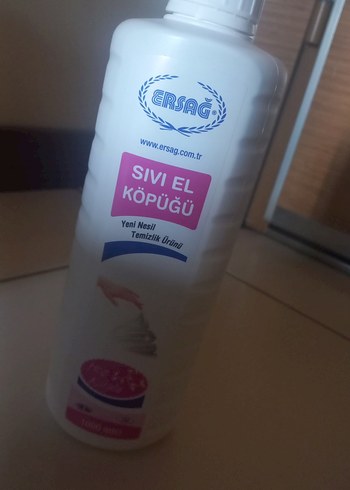 ERSAĞ
www.ersag.com.tr
SIVI EL
KÖPÜĞÜ
Yeni Nesil
Temizlik Ürünü